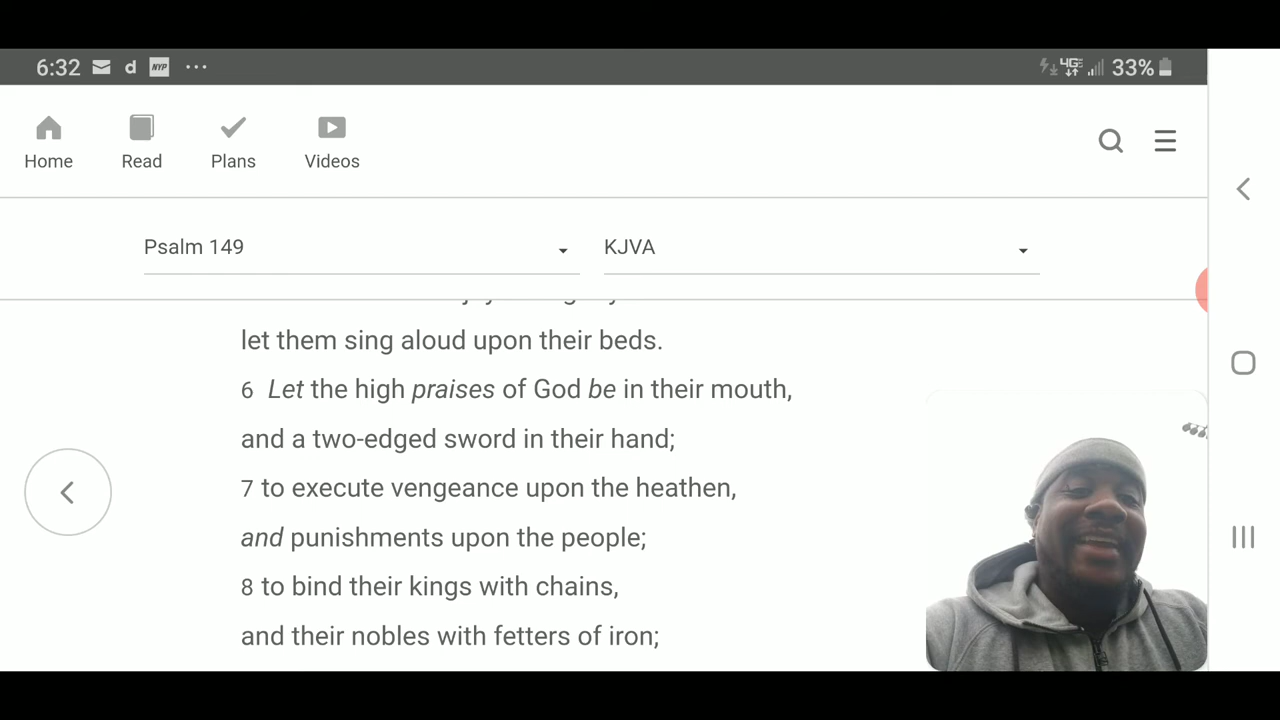 6:32 d NYP ... 4GE 33%
Home Read Plans Videos
Psalm 149 KJVA
let them sing aloud upon their beds.
6 Let the high praises of God be in their mouth,
and a two-edged sword in their hand;
7 to execute vengeance upon the heathen,
and punishments upon the people;
8 to bind their kings with chains,
and their nobles with fetters of iron;